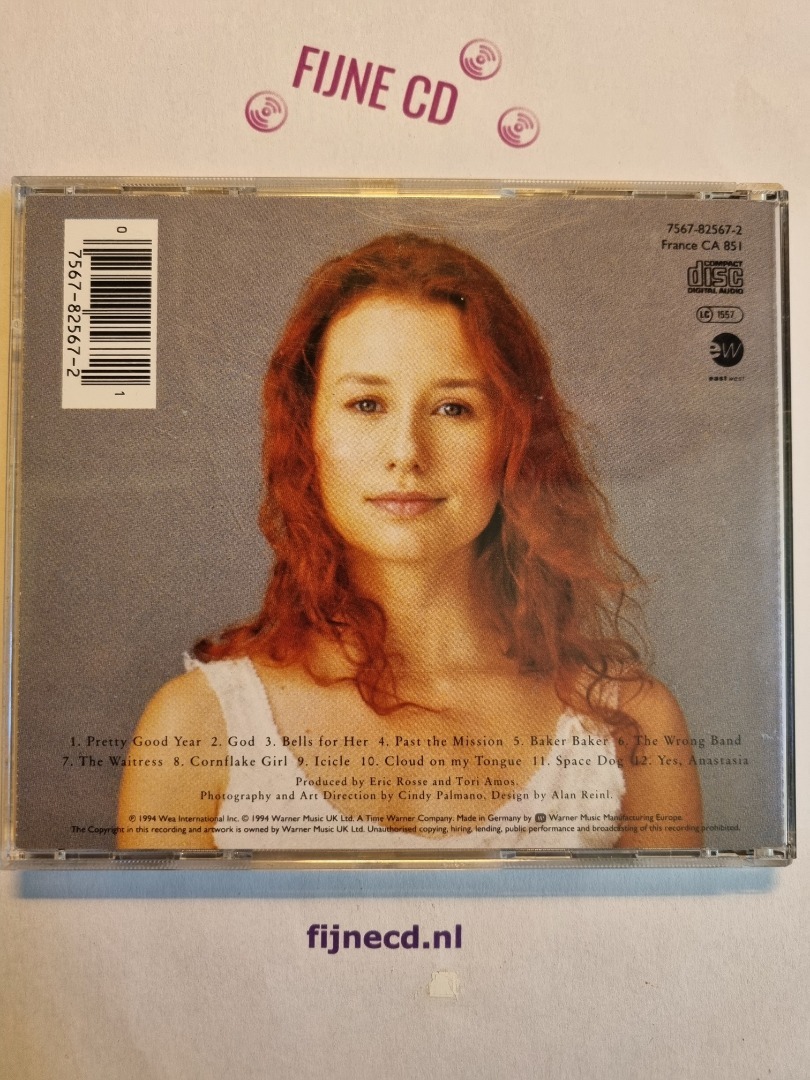 FIJNE CD
0
7567-82567-2
1
7567-82567-2
France CA 851
COMPACT
disc
DIGITAL AUDIO
LC 1557
ew
eastwest
1. Pretty Good Year 2. God 3. Bells for Her 4. Past the Mission 5. Baker Baker 6. The Wrong Band
7. The Waitress 8. Cornflake Girl 9. Icicle 10. Cloud on my Tongue 11. Space Dog 12. Yes, Anastasia
Produced by Eric Rosse and Tori Amos.
Photography and Art Direction by Cindy Palmano. Design by Alan Reinl.
℗ 1994 Wea International Inc. © 1994 Warner Music UK Ltd. A Time Warner Company. Made in Germany by Warner Music Manufacturing Europe.
The Copyright in this recording and artwork is owned by Warner Music UK Ltd. Unauthorised copying, hiring, lending, public performance and broadcasting of this recording prohibited.
fijnecd.nl